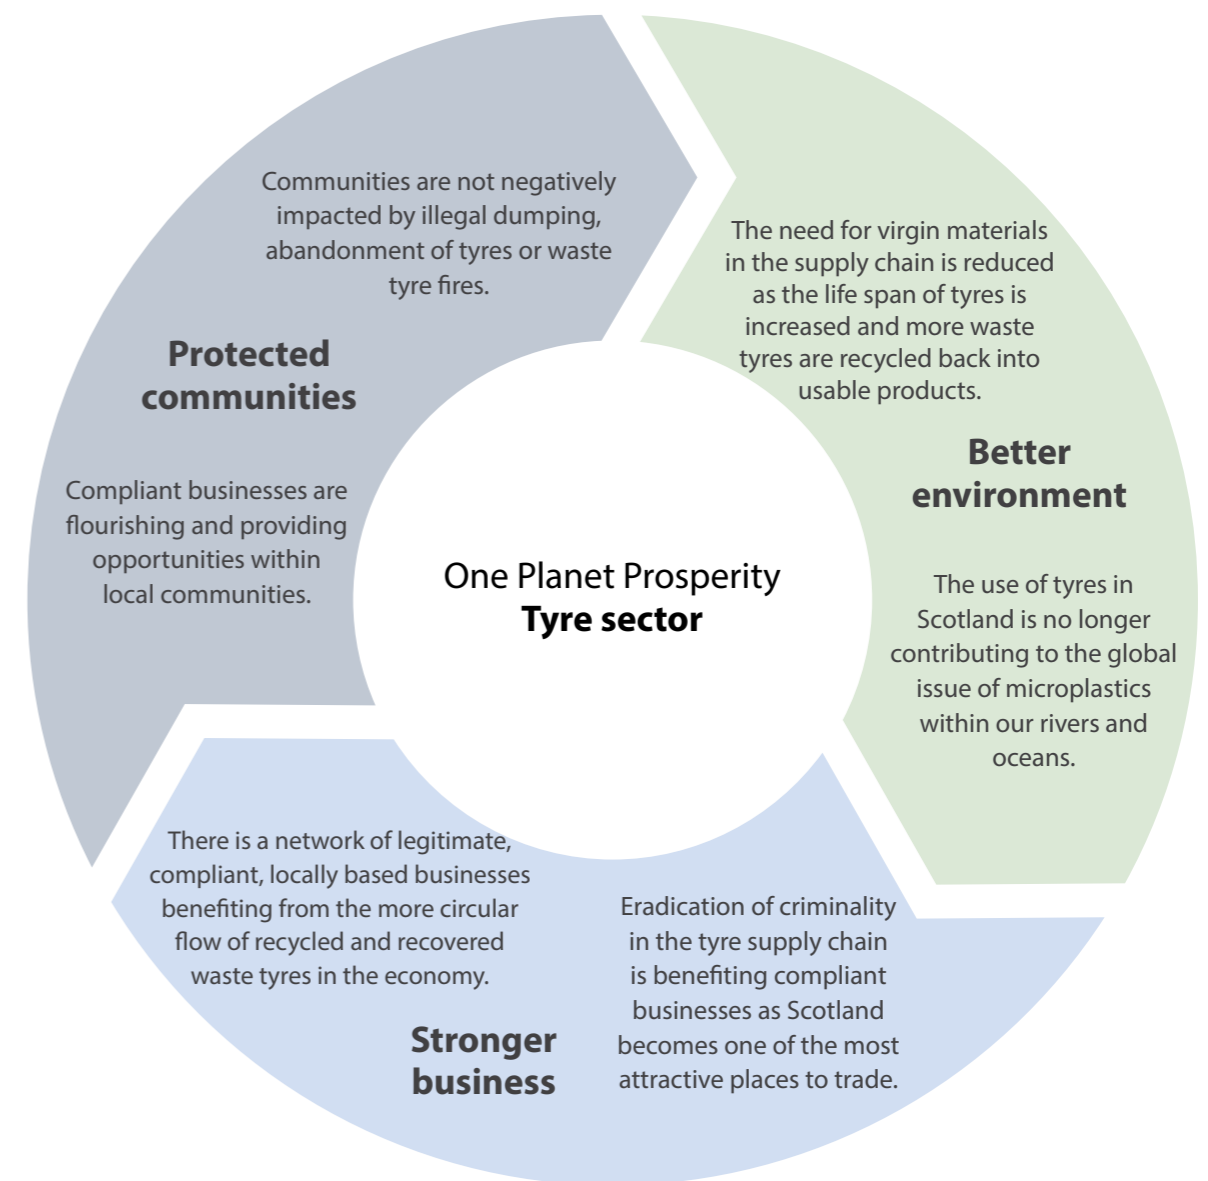 Communities are not negatively
impacted by illegal dumping,
abandonment of tyres or waste
tyre fires.
Protected
communities
Compliant businesses are
flourishing and providing
opportunities within
local communities.
The need for virgin materials
in the supply chain is reduced
as the life span of tyres is
increased and more waste
tyres are recycled back into
usable products.
Better
environment
The use of tyres in
Scotland is no longer
contributing to the global
issue of microplastics
within our rivers and
oceans.
One Planet Prosperity
Tyre sector
There is a network of legitimate,
compliant, locally based businesses
benefiting from the more circular
flow of recycled and recovered
waste tyres in the economy.
Stronger
business
Eradication of criminality
in the tyre supply chain
is benefiting compliant
businesses as Scotland
becomes one of the most
attractive places to trade.